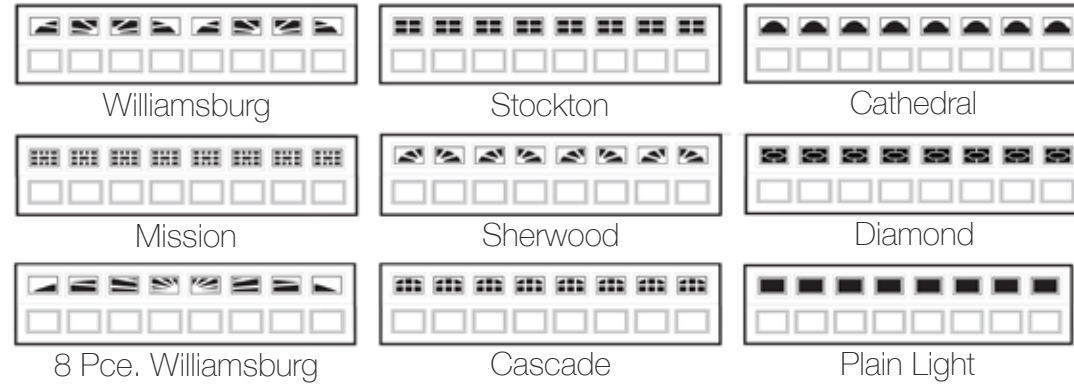 Williamsburg
Stockton
Cathedral
Mission
Sherwood
Diamond
8 Pce. Williamsburg
Cascade
Plain Light